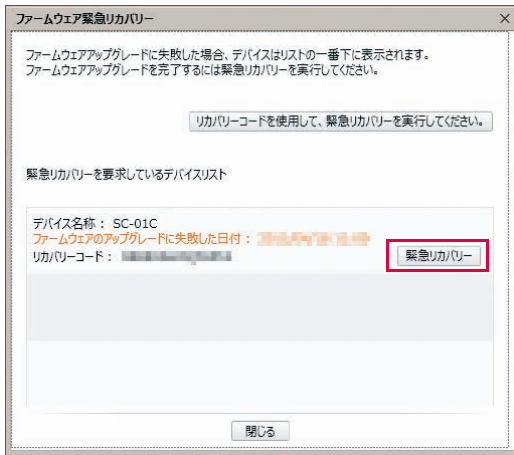 ファームウェア緊急リカバリー
ファームウェアアップグレードに失敗した場合、デバイスはリストの一番下に表示されます。
ファームウェアアップグレードを完了するには緊急リカバリーを実行してください。
リカバリーコードを使用して、緊急リカバリーを実行してください。
緊急リカバリーを要求しているデバイスリスト
デバイス名称： SC-01C
ファームウェアのアップグレードに失敗した日付：
リカバリーコード：
緊急リカバリー
閉じる